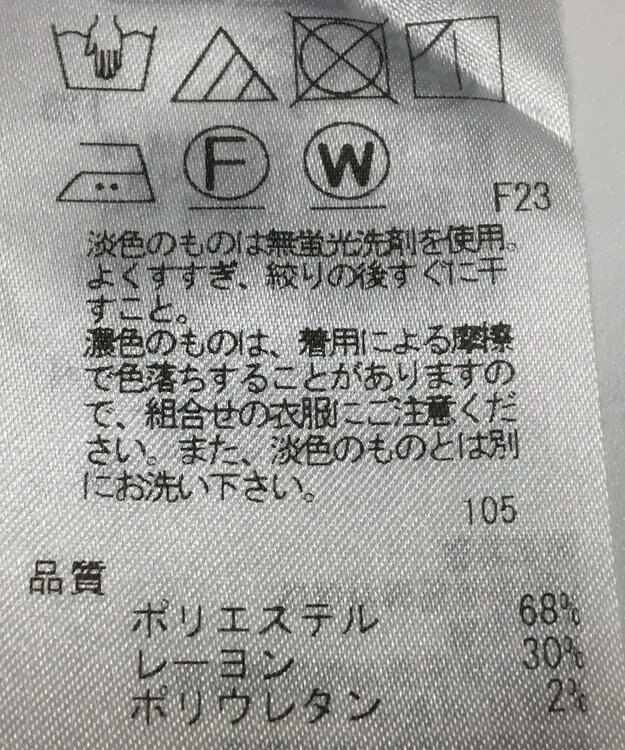 F W
F23
淡色のものは無蛍光洗剤を使用。
よくすすぎ、絞りの後すぐに干
すこと。
濃色のものは、着用による摩擦
で色落ちすることがありますの
で、組合せの衣服にご注意くだ
さい。また、淡色のものとは別
にお洗い下さい。
105
品質
ポリエステル 68%
レーヨン 30%
ポリウレタン 2%